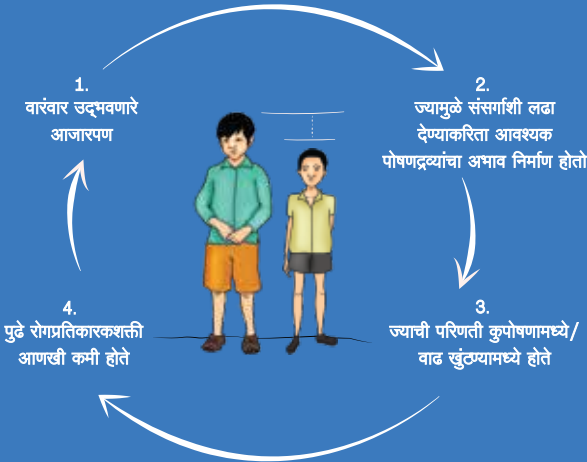 1.
वारंवार उद्‌भवणारे
आजारपण
2.
ज्यामुळे संसर्गाशी लढा
देण्याकरिता आवश्यक
पोषणद्रव्यांचा अभाव निर्माण होतो
3.
ज्याची परिणती कुपोषणामध्ये/
वाढ खुंटण्यामध्ये होते
4.
पुढे रोगप्रतिकारकशक्ती
आणखी कमी होते